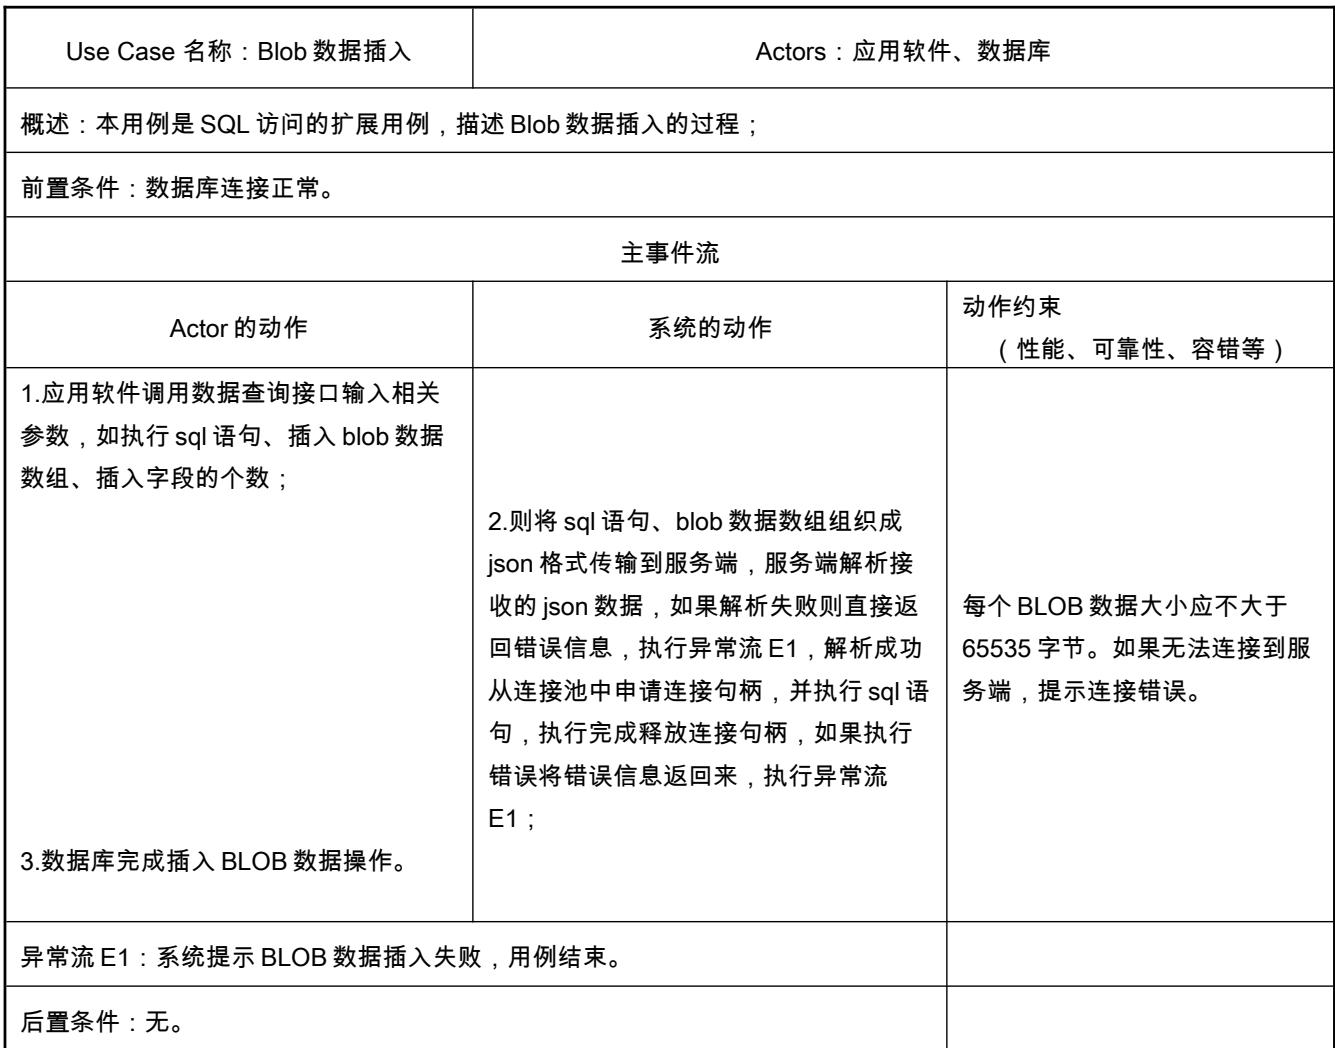 Use Case 名称：Blob 数据插入
Actors：应用软件、数据库
概述：本用例是 SQL 访问的扩展用例，描述 Blob 数据插入的过程；
前置条件：数据库连接正常。
主事件流
Actor 的动作
系统的动作
动作约束
（性能、可靠性、容错等）
1.应用软件调用数据查询接口输入相关
参数，如执行 sql 语句、插入 blob 数据
数组、插入字段的个数；
3.数据库完成插入 BLOB 数据操作。
2.则将 sql 语句、blob 数据数组组织成
json 格式传输到服务端，服务端解析接
收的 json 数据，如果解析失败则直接返
回错误信息，执行异常流 E1，解析成功
从连接池中申请连接句柄，并执行 sql 语
句，执行完成释放连接句柄，如果执行
错误将错误信息返回来，执行异常流
E1；
每个 BLOB 数据大小应不大于
65535 字节。如果无法连接到服
务端，提示连接错误。
异常流 E1：系统提示 BLOB 数据插入失败，用例结束。
后置条件：无。